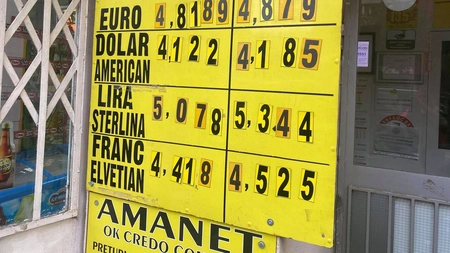 EURO 4,8189 4,879
DOLAR AMERICAN 4,122 4,185
LIRA STERLINA 5,078 5,344
FRANC ELVETIAN 4,418 4,525
AMANET
OK CREDO